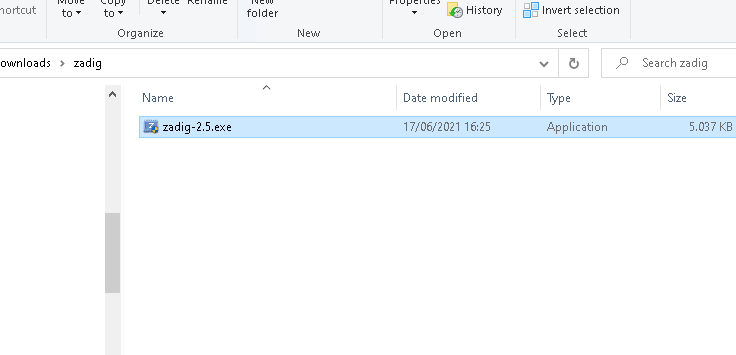 hortcut
Move to
Copy to
Delete
Rename
New folder
Properties
History
Invert selection
Organize
New
Open
Select
ownloads > zadig
Search zadig
Name
Date modified
Type
Size
zadig-2.5.exe
17/06/2021 16:25
Application
5.037 KB